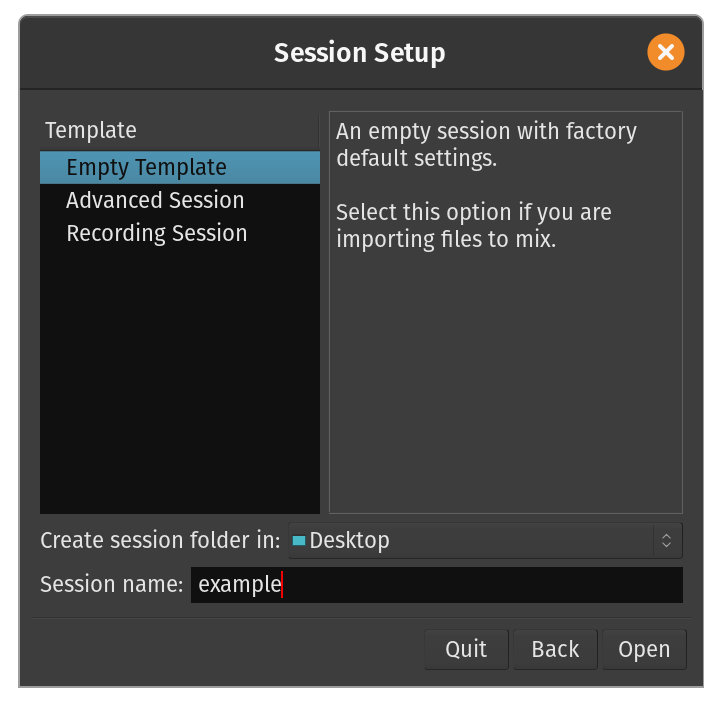 Session Setup
Template
Empty Template
Advanced Session
Recording Session
An empty session with factory
default settings.
Select this option if you are
importing files to mix.
Create session folder in: Desktop
Session name: example
Quit Back Open